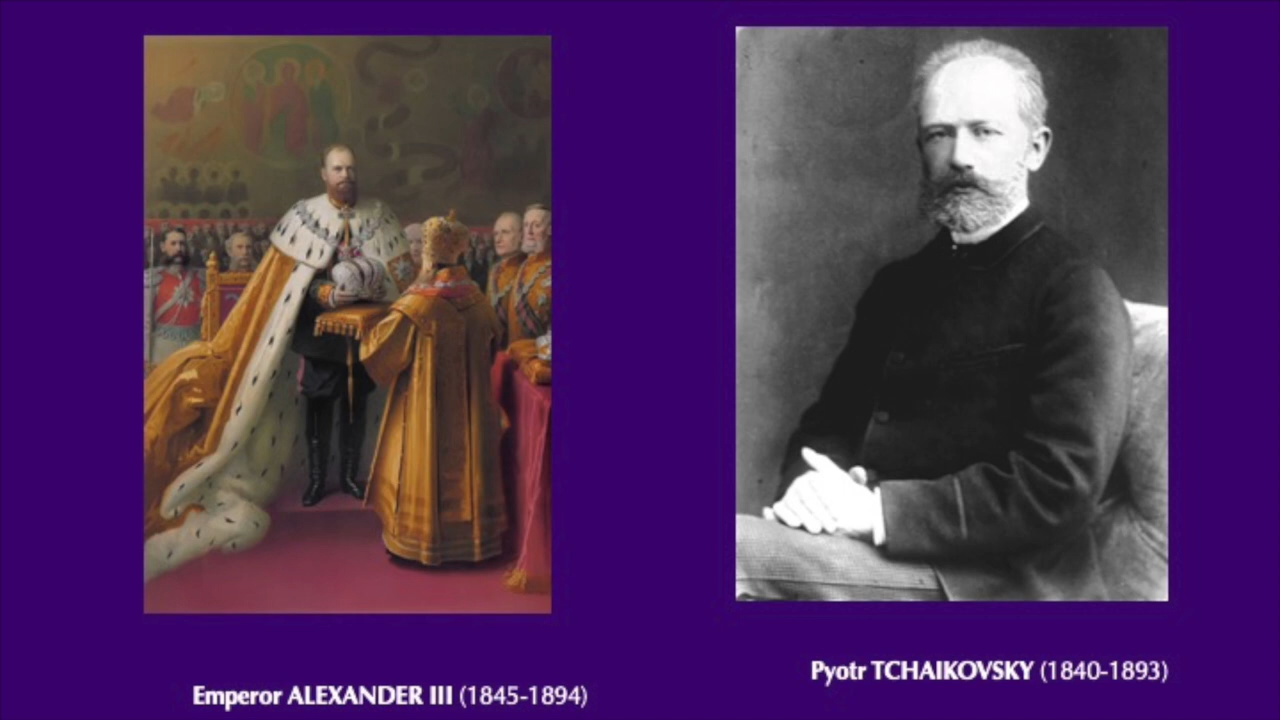 Emperor ALEXANDER III (1845-1894)
Pyotr TCHAIKOVSKY (1840-1893)